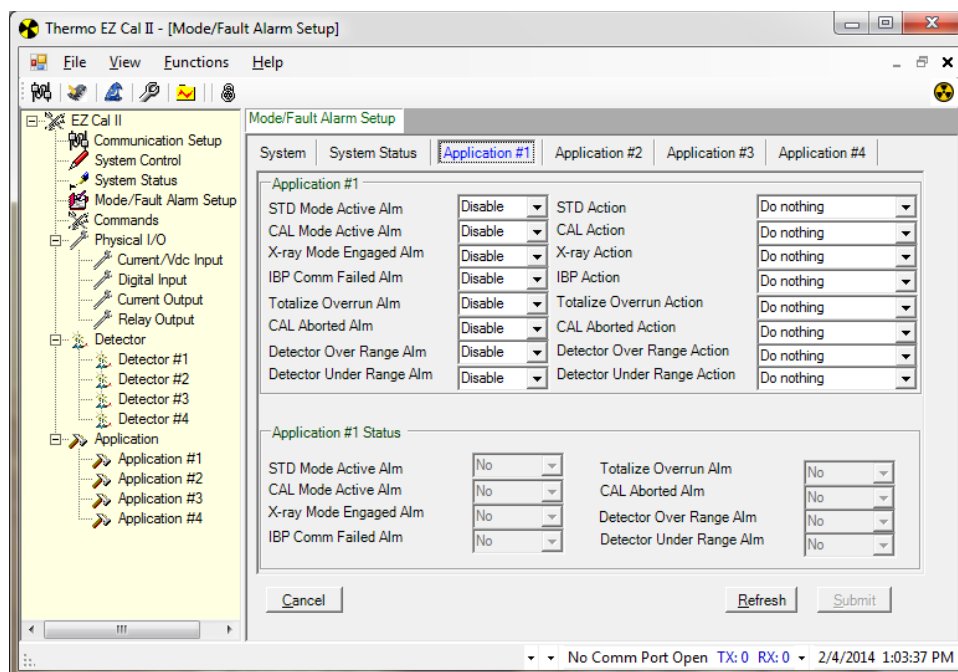 Thermo EZ Cal II - [Mode/Fault Alarm Setup]
File View Functions Help
EZ Cal II
Communication Setup
System Control
System Status
Mode/Fault Alarm Setup
Commands
Physical I/O
Current/Vdc Input
Digital Input
Current Output
Relay Output
Detector
Detector #1
Detector #2
Detector #3
Detector #4
Application
Application #1
Application #2
Application #3
Application #4
Mode/Fault Alarm Setup
System System Status Application #1 Application #2 Application #3 Application #4
Application #1
STD Mode Active Alm Disable STD Action Do nothing
CAL Mode Active Alm Disable CAL Action Do nothing
X-ray Mode Engaged Alm Disable X-ray Action Do nothing
IBP Comm Failed Alm Disable IBP Action Do nothing
Totalize Overrun Alm Disable Totalize Overrun Action Do nothing
CAL Aborted Alm Disable CAL Aborted Action Do nothing
Detector Over Range Alm Disable Detector Over Range Action Do nothing
Detector Under Range Alm Disable Detector Under Range Action Do nothing
Application #1 Status
STD Mode Active Alm No Totalize Overrun Alm No
CAL Mode Active Alm No CAL Aborted Alm No
X-ray Mode Engaged Alm No Detector Over Range Alm No
IBP Comm Failed Alm No Detector Under Range Alm No
Cancel Refresh Submit
No Comm Port Open TX: 0 RX: 0 2/4/2014 1:03:37 PM